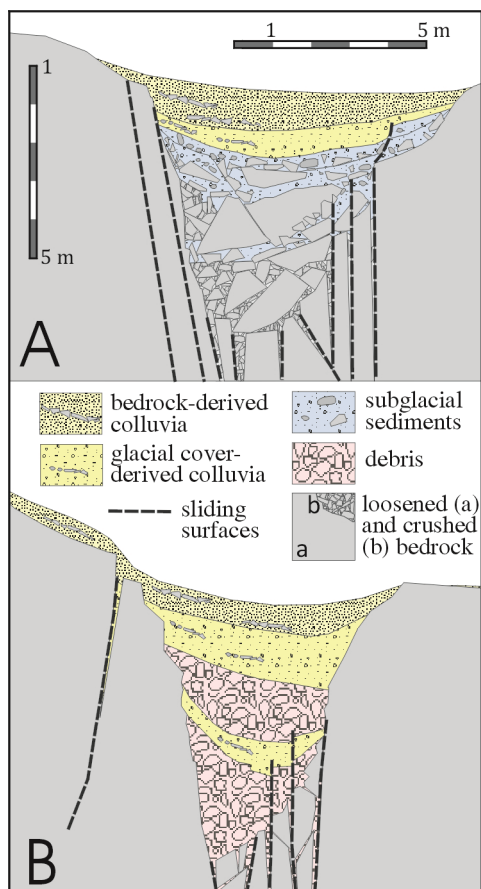 1 5 m
1
5 m
A
bedrock-derived
colluvia
glacial cover-
derived colluvia
sliding
surfaces
subglacial
sediments
debris
b
a
loosened (a)
and crushed
(b) bedrock
B